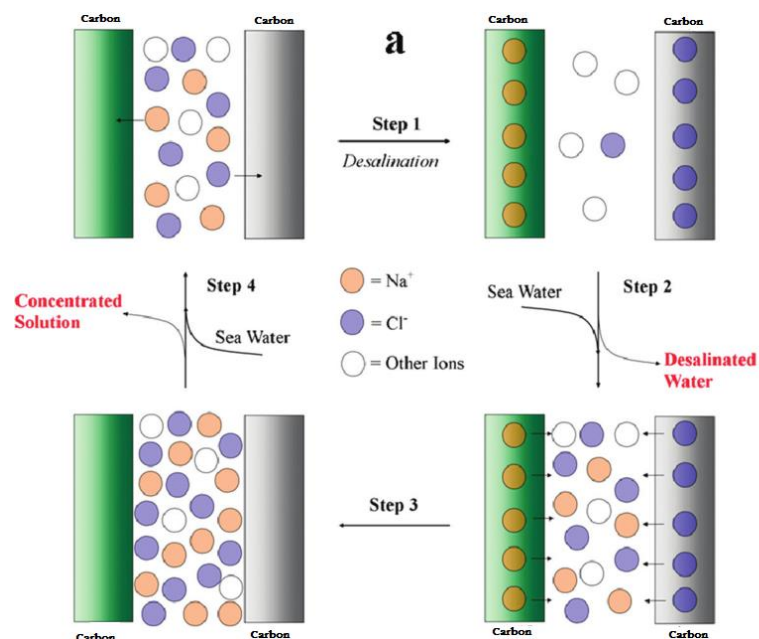 Carbon
Carbon
a
Carbon
Carbon
Step 1
Desalination
Step 4
Concentrated
Solution
Sea Water
= Na⁺
= Cl⁻
= Other Ions
Sea Water
Step 2
Desalinated
Water
Step 3
Carbon
Carbon
Carbon
Carbon